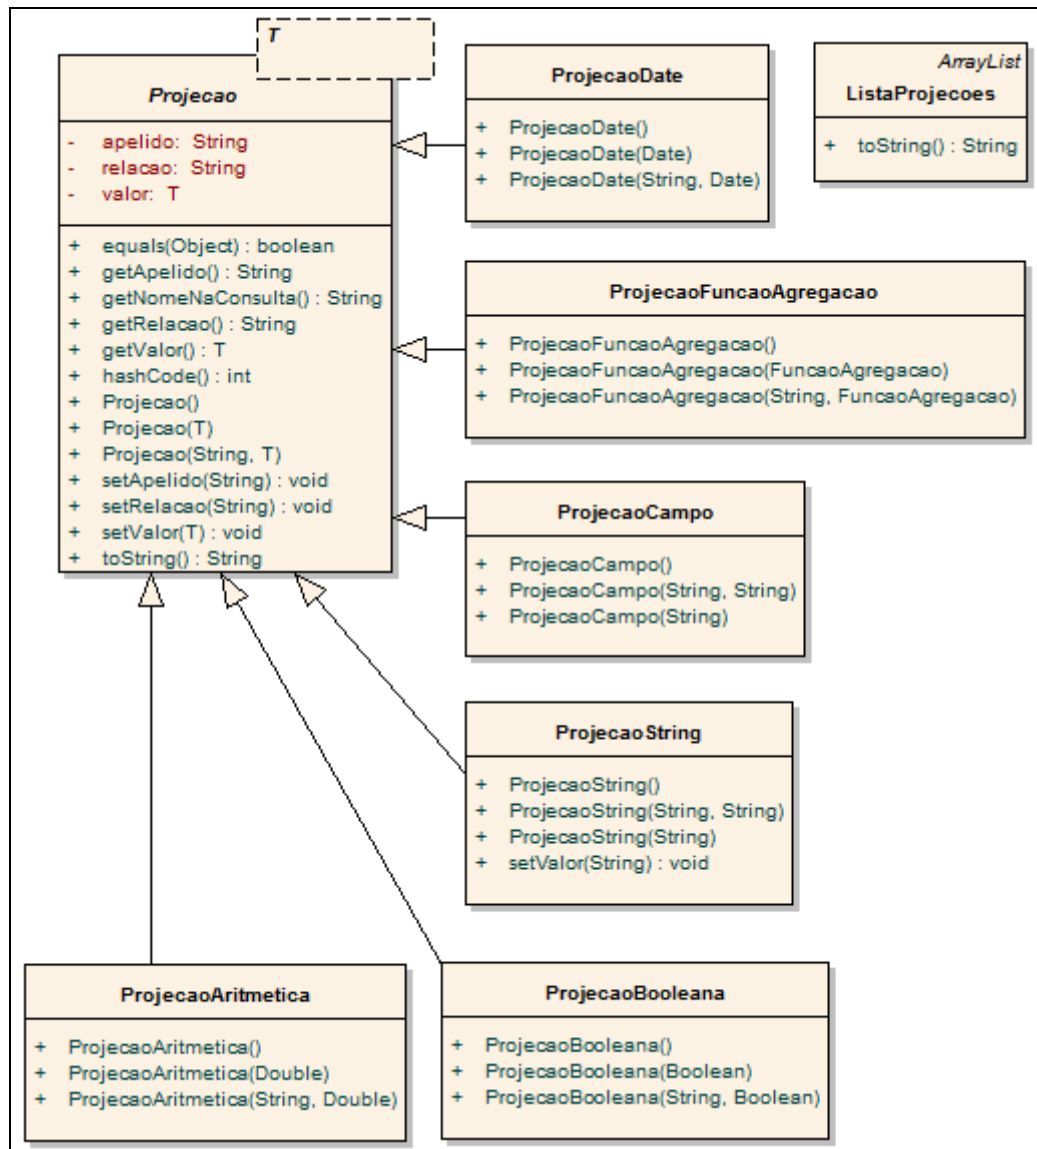 T
Projecao
- apelido: String
- relacao: String
- valor: T
+ equals(Object) : boolean
+ getApelido() : String
+ getNomeNaConsulta() : String
+ getRelacao() : String
+ getValor() : T
+ hashCode() : int
+ Projecao()
+ Projecao(T)
+ Projecao(String, T)
+ setApelido(String) : void
+ setRelacao(String) : void
+ setValor(T) : void
+ toString() : String
ProjecaoDate
+ ProjecaoDate()
+ ProjecaoDate(Date)
+ ProjecaoDate(String, Date)
ArrayList
ListaProjecoes
+ toString() : String
ProjecaoFuncaoAgregacao
+ ProjecaoFuncaoAgregacao()
+ ProjecaoFuncaoAgregacao(FuncaoAgregacao)
+ ProjecaoFuncaoAgregacao(String, FuncaoAgregacao)
ProjecaoCampo
+ ProjecaoCampo()
+ ProjecaoCampo(String, String)
+ ProjecaoCampo(String)
ProjecaoString
+ ProjecaoString()
+ ProjecaoString(String, String)
+ ProjecaoString(String)
+ setValor(String) : void
ProjecaoAritmetica
+ ProjecaoAritmetica()
+ ProjecaoAritmetica(Double)
+ ProjecaoAritmetica(String, Double)
ProjecaoBooleana
+ ProjecaoBooleana()
+ ProjecaoBooleana(Boolean)
+ ProjecaoBooleana(String, Boolean)